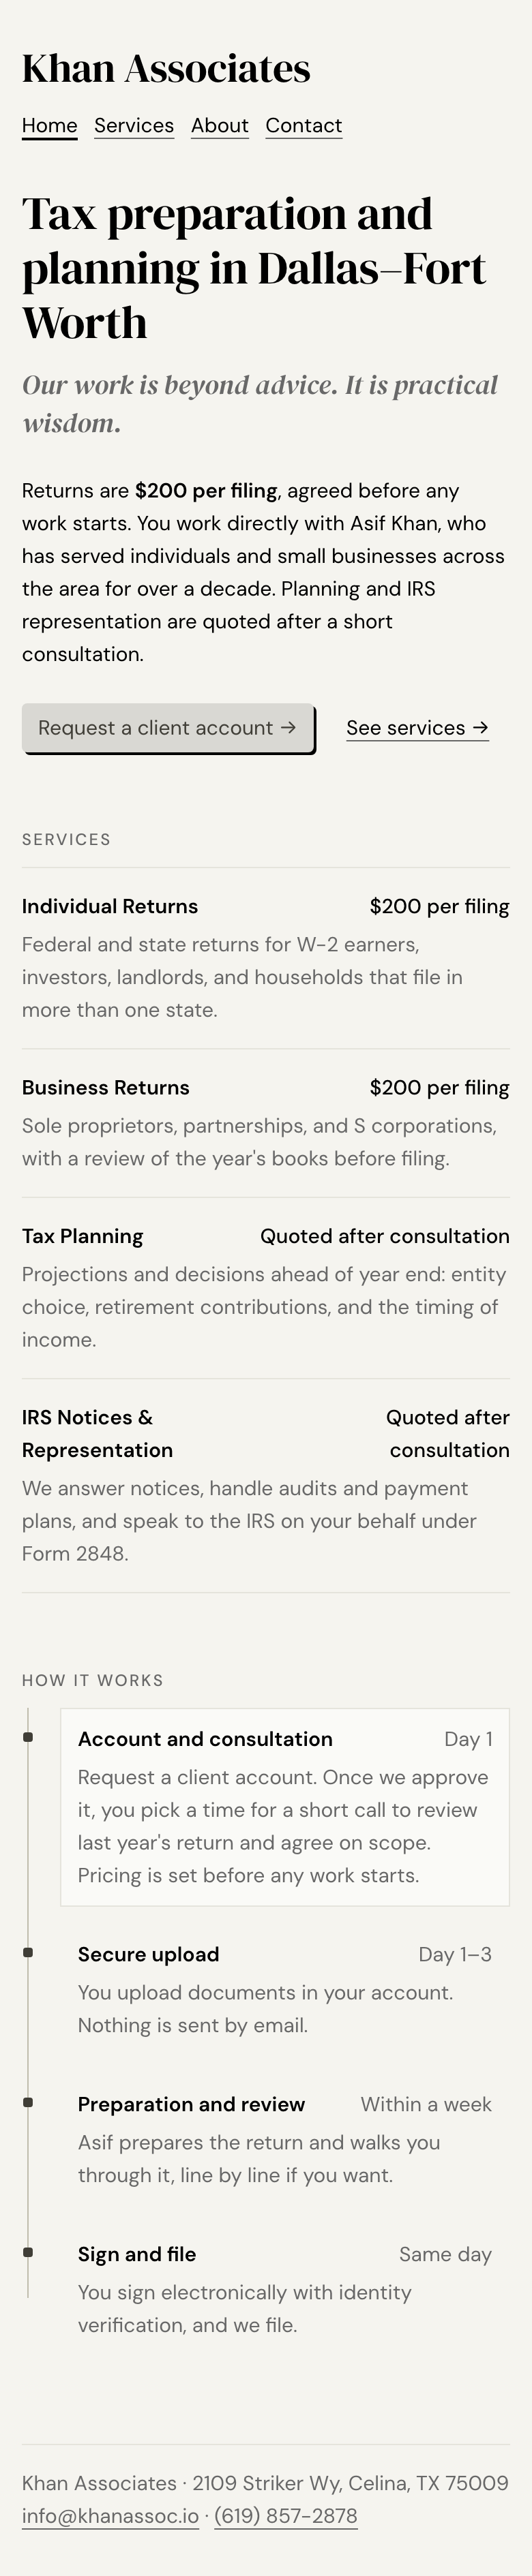 Khan Associates
Home Services About Contact
Tax preparation and
planning in Dallas–Fort
Worth
Our work is beyond advice. It is practical
wisdom.
Returns are $200 per filing, agreed before any
work starts. You work directly with Asif Khan, who
has served individuals and small businesses across
the area for over a decade. Planning and IRS
representation are quoted after a short
consultation.
Request a client account → See services →
SERVICES
Individual Returns $200 per filing
Federal and state returns for W-2 earners,
investors, landlords, and households that file in
more than one state.
Business Returns $200 per filing
Sole proprietors, partnerships, and S corporations,
with a review of the year's books before filing.
Tax Planning Quoted after consultation
Projections and decisions ahead of year end: entity
choice, retirement contributions, and the timing of
income.
IRS Notices & Quoted after
Representation consultation
We answer notices, handle audits and payment
plans, and speak to the IRS on your behalf under
Form 2848.
HOW IT WORKS
Account and consultation Day 1
Request a client account. Once we approve
it, you pick a time for a short call to review
last year's return and agree on scope.
Pricing is set before any work starts.
Secure upload Day 1–3
You upload documents in your account.
Nothing is sent by email.
Preparation and review Within a week
Asif prepares the return and walks you
through it, line by line if you want.
Sign and file Same day
You sign electronically with identity
verification, and we file.
Khan Associates · 2109 Striker Wy, Celina, TX 75009
info@khanassoc.io · (619) 857-2878